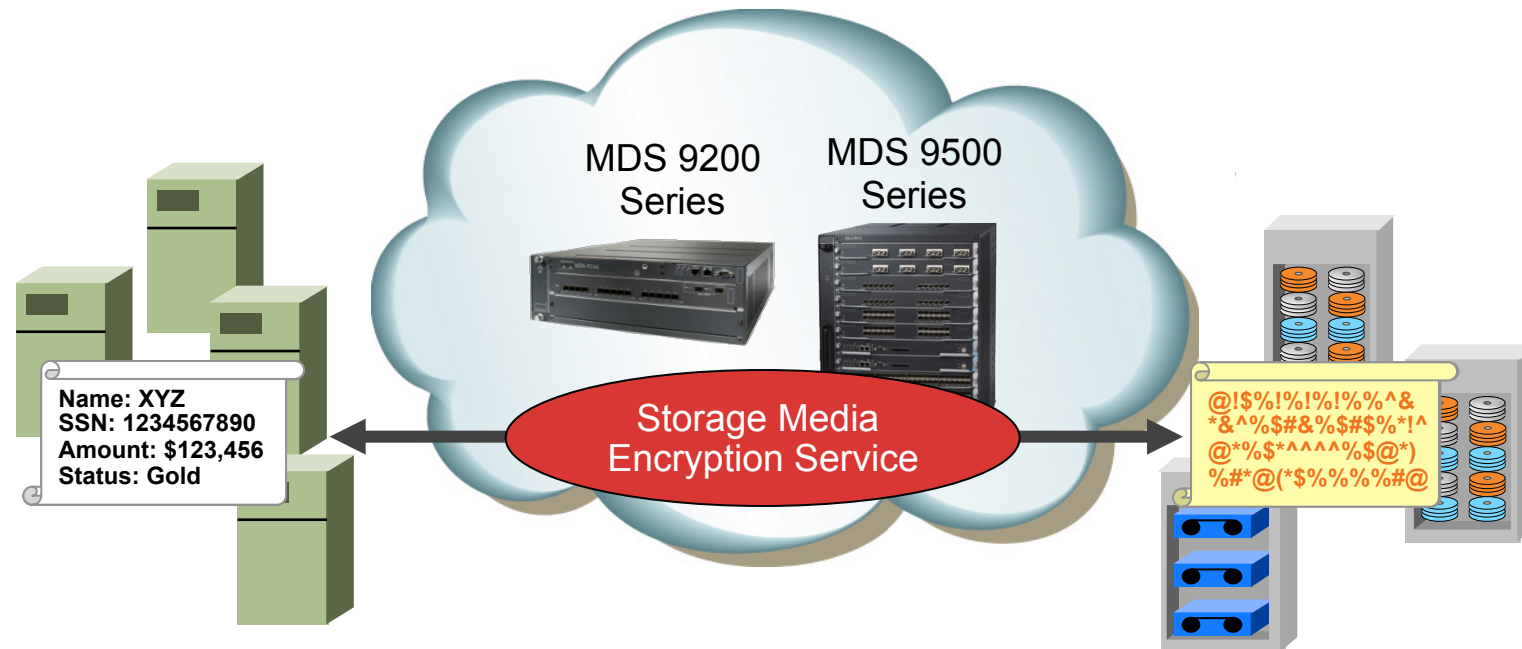 MDS 9200
Series
MDS 9500
Series
Name: XYZ
SSN: 1234567890
Amount: $123,456
Status: Gold
Storage Media
Encryption Service
@!$%!%!%!%%^&
*&^%$#&%$#$%*!^
@*%$*^^^^%$@*)
%#*@(*$%%%%#@